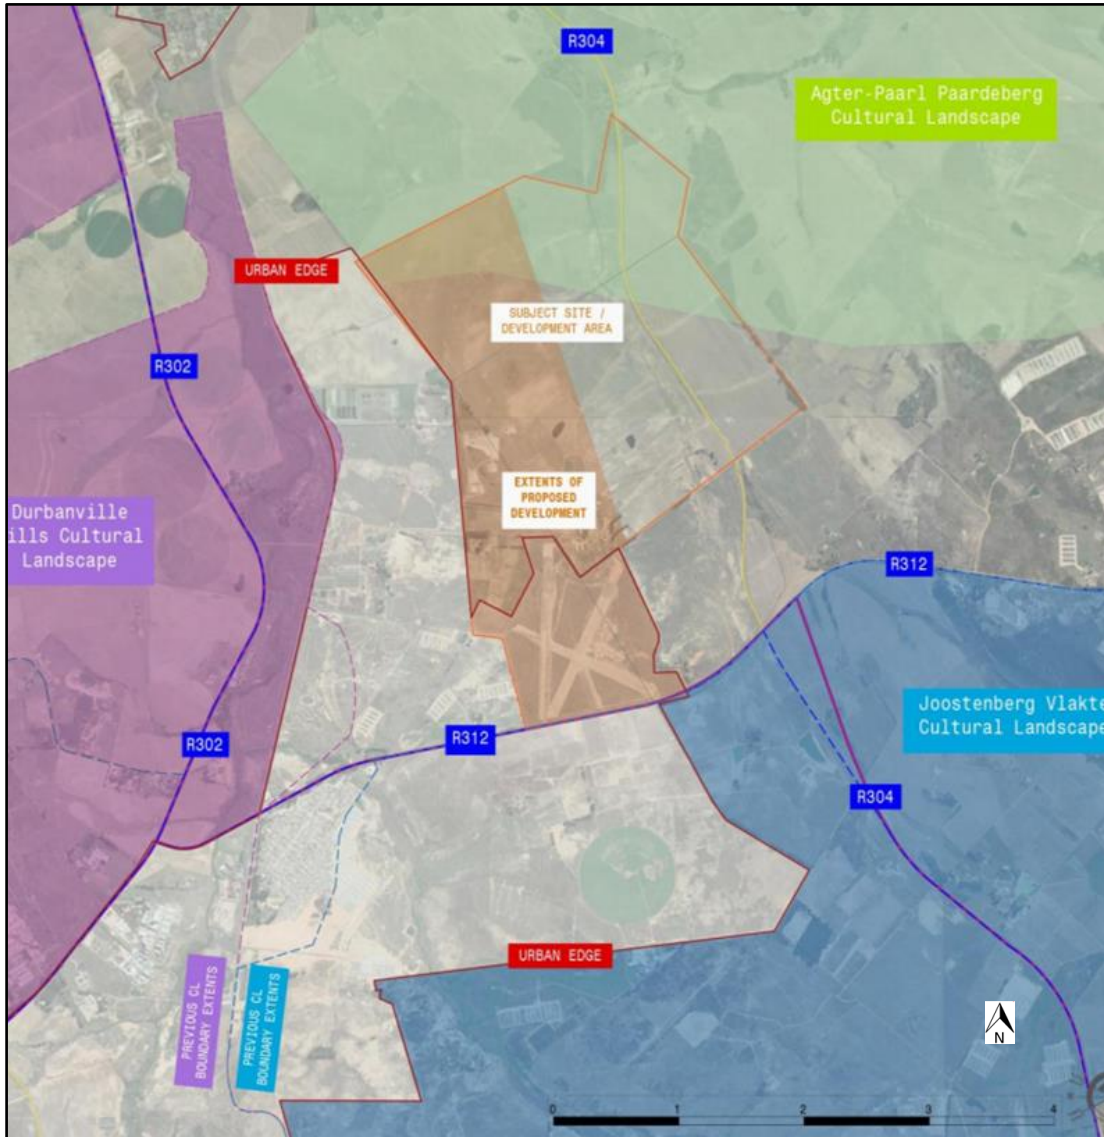 R304
Agter-Paarl Paardeberg
Cultural Landscape
URBAN EDGE
SUBJECT SITE /
DEVELOPMENT AREA
R302
EXTENTS OF
PROPOSED
DEVELOPMENT
Durbanville
ills Cultural
Landscape
R312
Joostenberg Vlakte
Cultural Landscape
R302
R312
R304
URBAN EDGE
PREVIOUS CL
BOUNDARY EXTENTS
PREVIOUS CL
BOUNDARY EXTENTS
N
0 1 2 3 4